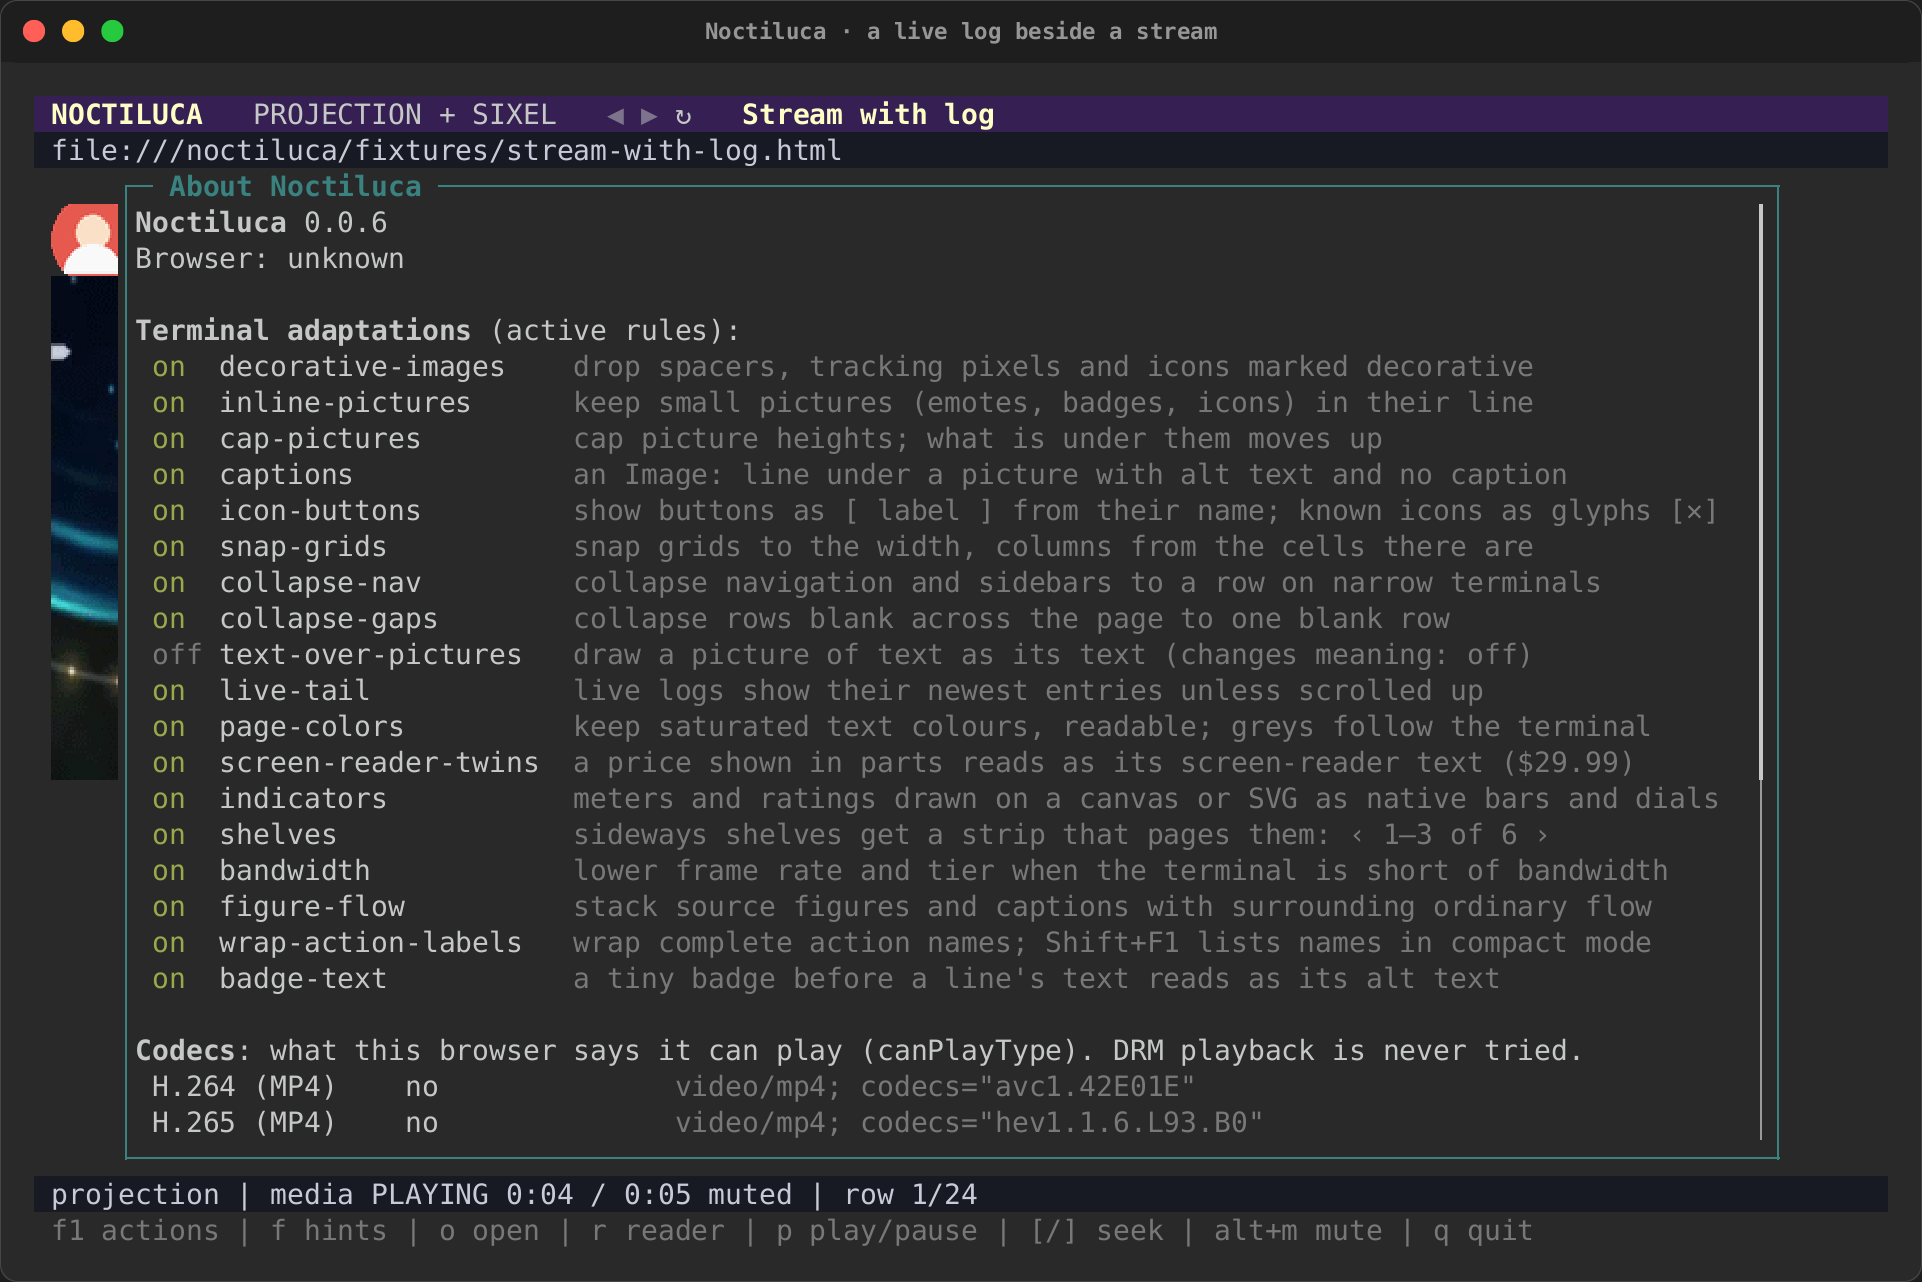 Noctiluca · a live log beside a stream
NOCTILUCA   PROJECTION + SIXEL   ◀ ▶ ↻   Stream with log
file:///noctiluca/fixtures/stream-with-log.html
About Noctiluca
Noctiluca 0.0.6
Browser: unknown
Terminal adaptations (active rules):
on  decorative-images    drop spacers, tracking pixels and icons marked decorative
on  inline-pictures      keep small pictures (emotes, badges, icons) in their line
on  cap-pictures         cap picture heights; what is under them moves up
on  captions             an Image: line under a picture with alt text and no caption
on  icon-buttons         show buttons as [ label ] from their name; known icons as glyphs [×]
on  snap-grids           snap grids to the width, columns from the cells there are
on  collapse-nav         collapse navigation and sidebars to a row on narrow terminals
on  collapse-gaps        collapse rows blank across the page to one blank row
off text-over-pictures   draw a picture of text as its text (changes meaning: off)
on  live-tail            live logs show their newest entries unless scrolled up
on  page-colors          keep saturated text colours, readable; greys follow the terminal
on  screen-reader-twins  a price shown in parts reads as its screen-reader text ($29.99)
on  indicators           meters and ratings drawn on a canvas or SVG as native bars and dials
on  shelves              sideways shelves get a strip that pages them: ‹ 1–3 of 6 ›
on  bandwidth            lower frame rate and tier when the terminal is short of bandwidth
on  figure-flow          stack source figures and captions with surrounding ordinary flow
on  wrap-action-labels   wrap complete action names; Shift+F1 lists names in compact mode
on  badge-text           a tiny badge before a line's text reads as its alt text
Codecs: what this browser says it can play (canPlayType). DRM playback is never tried.
H.264 (MP4)    no              video/mp4; codecs="avc1.42E01E"
H.265 (MP4)    no              video/mp4; codecs="hev1.1.6.L93.B0"
projection | media PLAYING 0:04 / 0:05 muted | row 1/24
f1 actions | f hints | o open | r reader | p play/pause | [/] seek | alt+m mute | q quit